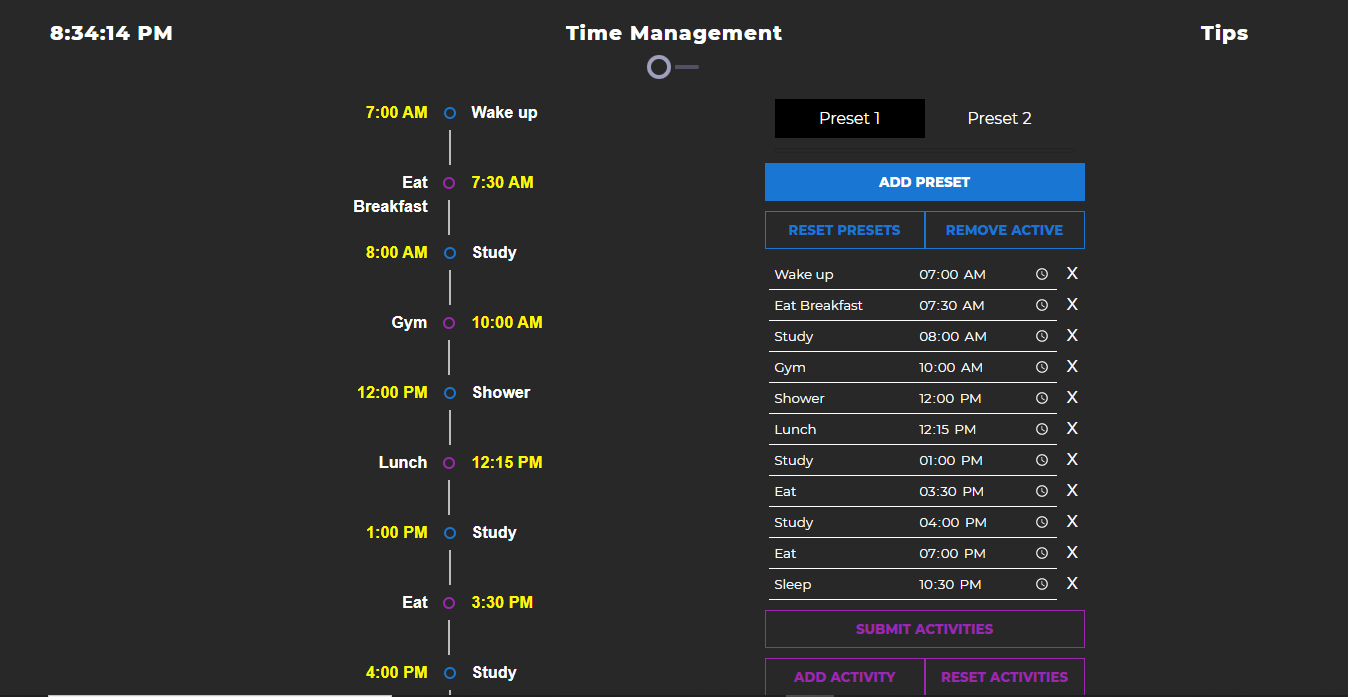 8:34:14 PM
Time Management
Tips
7:00 AM Wake up
Eat 7:30 AM
Breakfast
8:00 AM Study
Gym 10:00 AM
12:00 PM Shower
Lunch 12:15 PM
1:00 PM Study
Eat 3:30 PM
4:00 PM Study
Preset 1 Preset 2
ADD PRESET
RESET PRESETS REMOVE ACTIVE
Wake up 07:00 AM X
Eat Breakfast 07:30 AM X
Study 08:00 AM X
Gym 10:00 AM X
Shower 12:00 PM X
Lunch 12:15 PM X
Study 01:00 PM X
Eat 03:30 PM X
Study 04:00 PM X
Eat 07:00 PM X
Sleep 10:30 PM X
SUBMIT ACTIVITIES
ADD ACTIVITY RESET ACTIVITIES